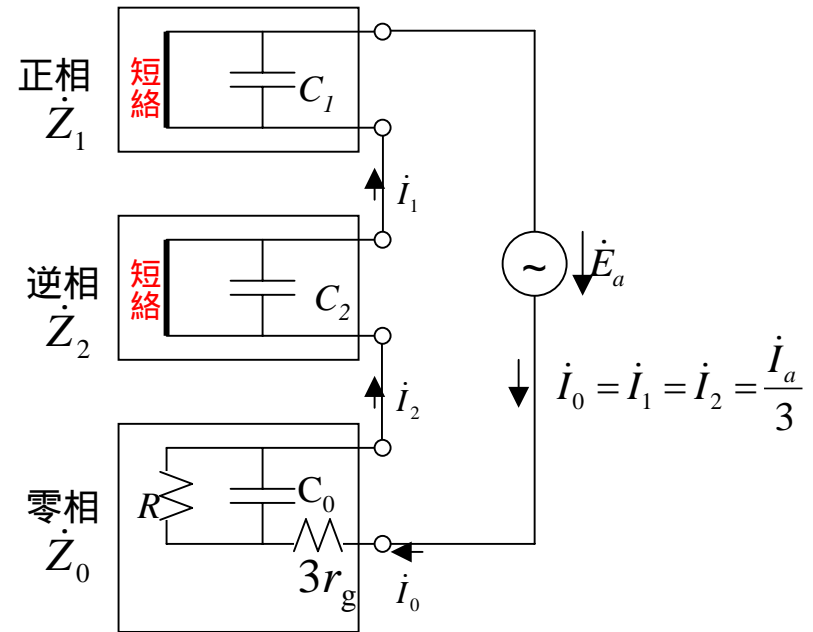 正相
Ż₁
短絡
C₁
İ₁
逆相
Ż₂
短絡
C₂
~
Ėₐ
İ₀ = İ₁ = İ₂ = İₐ/3
İ₂
零相
Ż₀
R
C₀
3r_g
İ₀